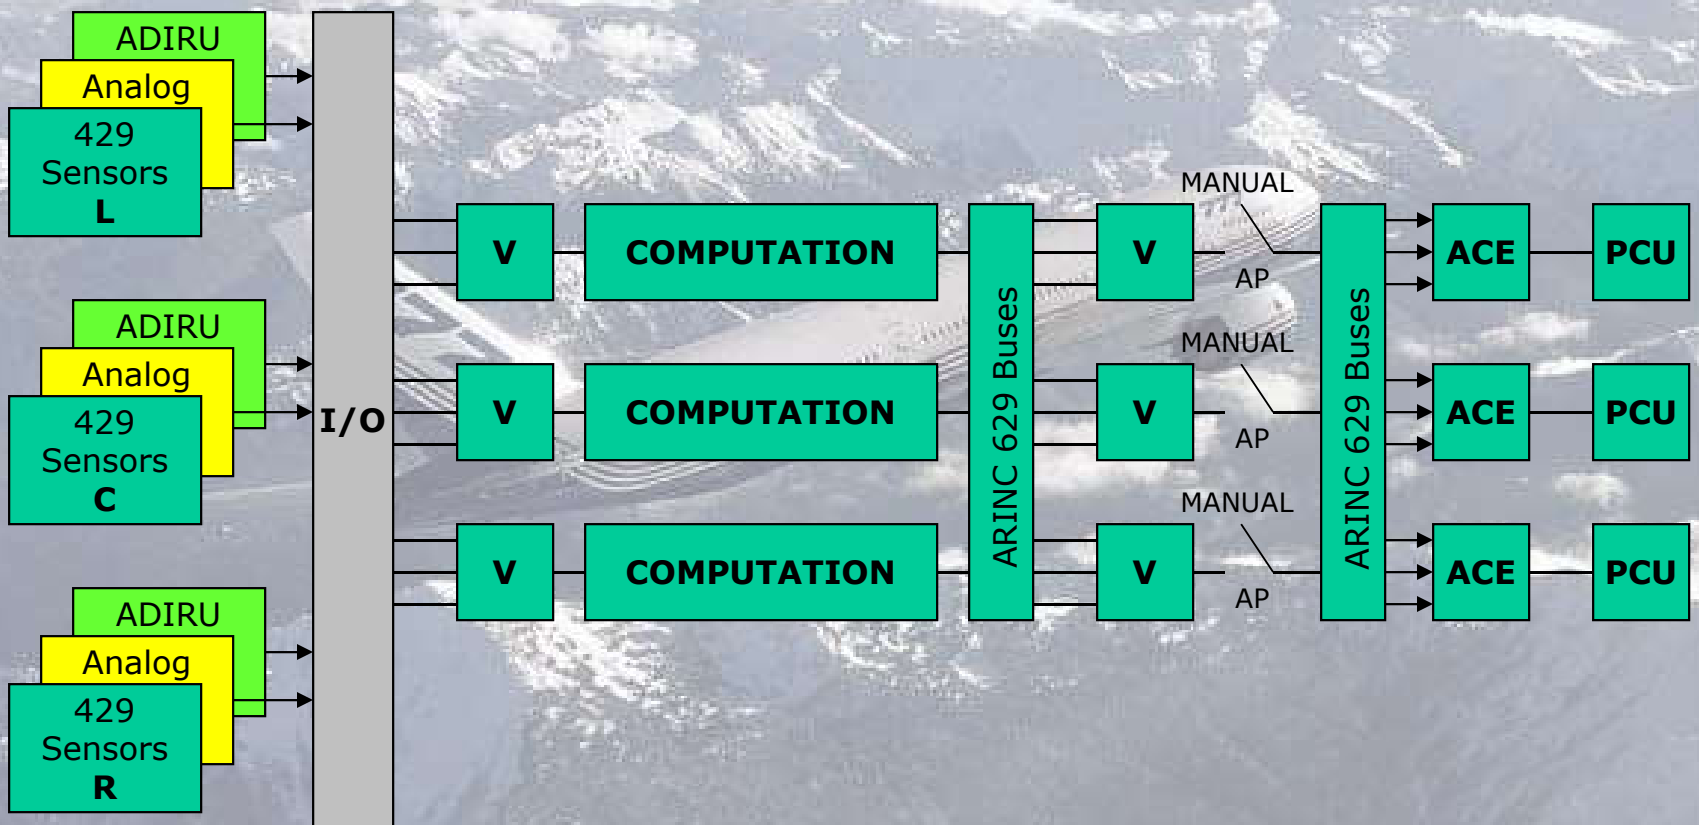 ADIRU
Analog
429
Sensors
L
ADIRU
Analog
429
Sensors
C
ADIRU
Analog
429
Sensors
R
I/O
V
COMPUTATION
V
COMPUTATION
V
COMPUTATION
ARINC 629 Buses
V
MANUAL
AP
V
MANUAL
AP
V
MANUAL
AP
ARINC 629 Buses
ACE
PCU
ACE
PCU
ACE
PCU